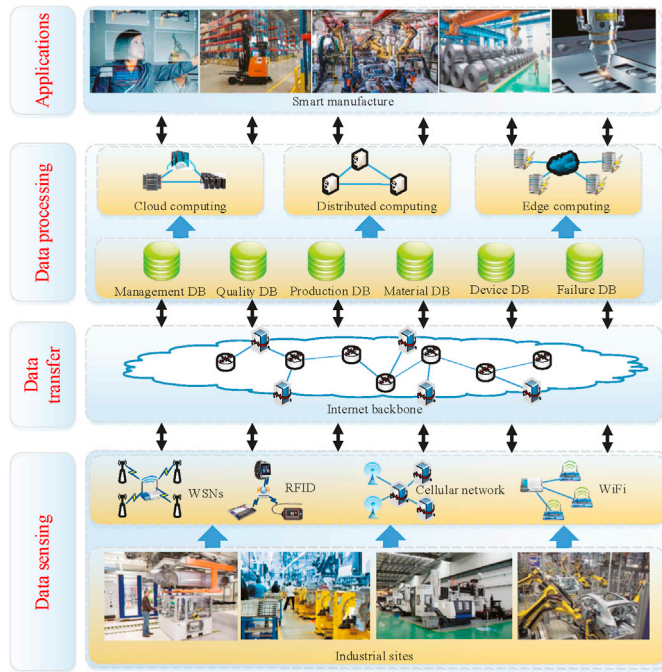 Applications
Smart manufacture
Data processing
Cloud computing
Distributed computing
Edge computing
Management DB
Quality DB
Production DB
Material DB
Device DB
Failure DB
Data
transfer
Internet backbone
Data sensing
WSNs
RFID
Cellular network
WiFi
Industrial sites